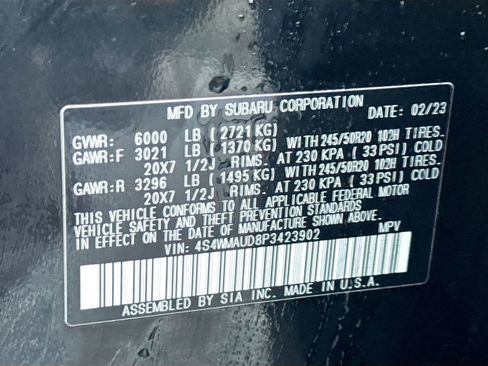 MFD BY SUBARU CORPORATION DATE: 02/23
GVWR: 6000 LB ( 2721 KG)
GAWR:F 3021 LB ( 1370 KG) WITH 245/50R20 102H TIRES.
20X7 1/2J RIMS. AT 230 KPA ( 33 PSI) COLD
GAWR:R 3296 LB ( 1495 KG) WITH 245/50R20 102H TIRES.
20X7 1/2J RIMS. AT 230 KPA ( 33 PSI) COLD
THIS VEHICLE CONFORMS TO ALL APPLICABLE FEDERAL MOTOR
VEHICLE SAFETY AND THEFT PREVENTION STANDARDS
IN EFFECT ON THE DATE OF MANUFACTURE SHOWN ABOVE.
VIN: 4S4WMAUD8P3423902 MPV
ASSEMBLED BY SIA INC. MADE IN U.S.A.